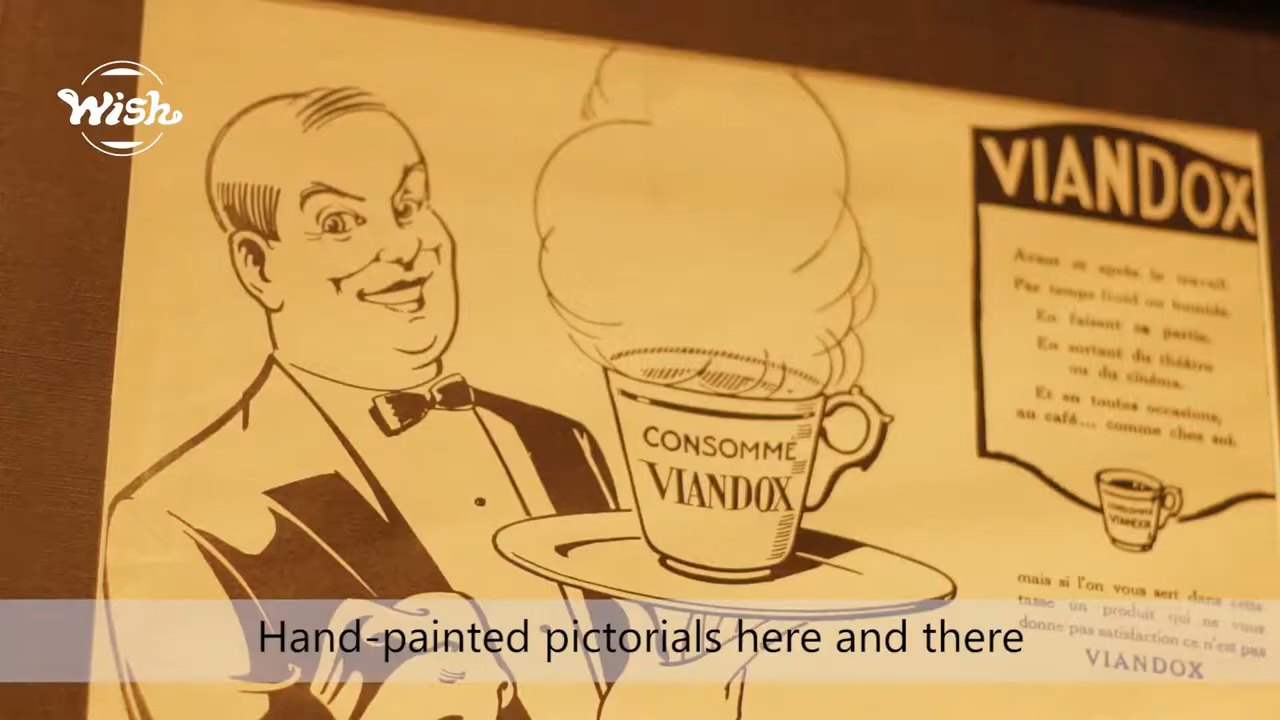 Wish
VIANDOX
Avant et après le travail.
Par temps froid ou humide.
En faisant sa partie.
En sortant du théâtre
ou du cinéma.
Et en toutes occasions,
au café... comme chez soi.
CONSOMMÉ
VIANDOX
CONSOMMÉ
VIANDOX
mais si l'on vous sert dans cette
tasse un produit qui ne vous
donne pas satisfaction ce n'est pas
VIANDOX
Hand-painted pictorials here and there